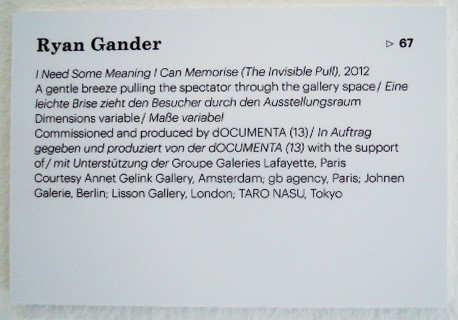 Ryan Gander ▷ 67
I Need Some Meaning I Can Memorise (The Invisible Pull), 2012
A gentle breeze pulling the spectator through the gallery space / Eine
leichte Brise zieht den Besucher durch den Ausstellungsraum
Dimensions variable / Maße variabel
Commissioned and produced by dOCUMENTA (13) / In Auftrag
gegeben und produziert von der dOCUMENTA (13) with the support
of / mit Unterstützung der Groupe Galeries Lafayette, Paris
Courtesy Annet Gelink Gallery, Amsterdam; gb agency, Paris; Johnen
Galerie, Berlin; Lisson Gallery, London; TARO NASU, Tokyo